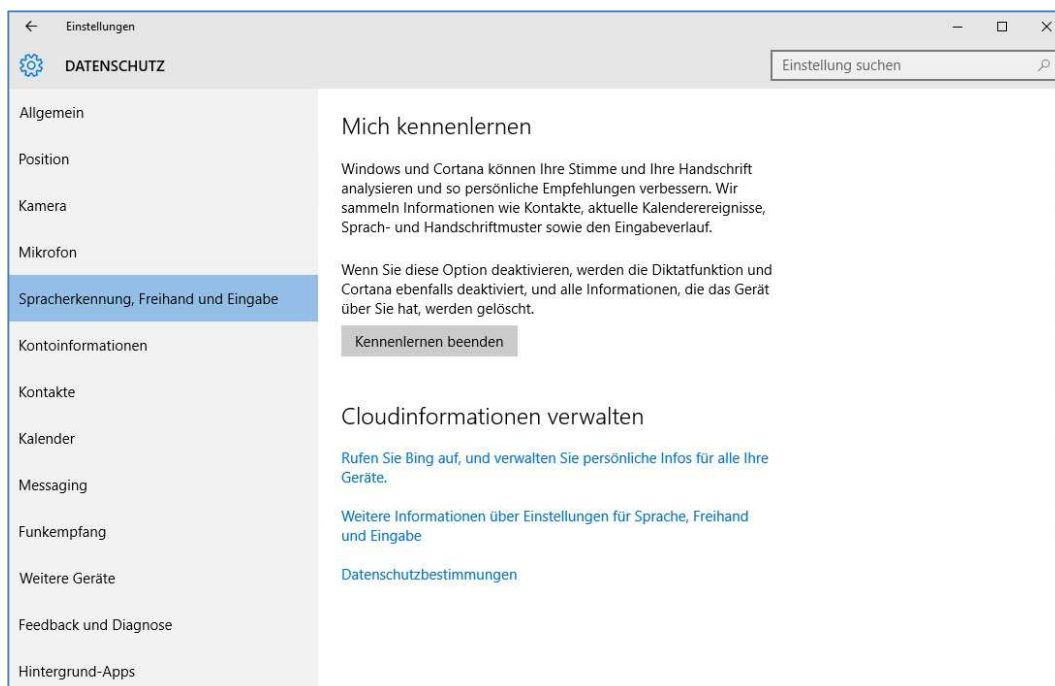 Einstellungen
DATENSCHUTZ
Einstellung suchen
Allgemein
Position
Kamera
Mikrofon
Spracherkennung, Freihand und Eingabe
Kontoinformationen
Kontakte
Kalender
Messaging
Funkempfang
Weitere Geräte
Feedback und Diagnose
Hintergrund-Apps
Mich kennenlernen
Windows und Cortana können Ihre Stimme und Ihre Handschrift
analysieren und so persönliche Empfehlungen verbessern. Wir
sammeln Informationen wie Kontakte, aktuelle Kalenderereignisse,
Sprach- und Handschriftmuster sowie den Eingabeverlauf.
Wenn Sie diese Option deaktivieren, werden die Diktatfunktion und
Cortana ebenfalls deaktiviert, und alle Informationen, die das Gerät
über Sie hat, werden gelöscht.
Kennenlernen beenden
Cloudinformationen verwalten
Rufen Sie Bing auf, und verwalten Sie persönliche Infos für alle Ihre
Geräte.
Weitere Informationen über Einstellungen für Sprache, Freihand
und Eingabe
Datenschutzbestimmungen